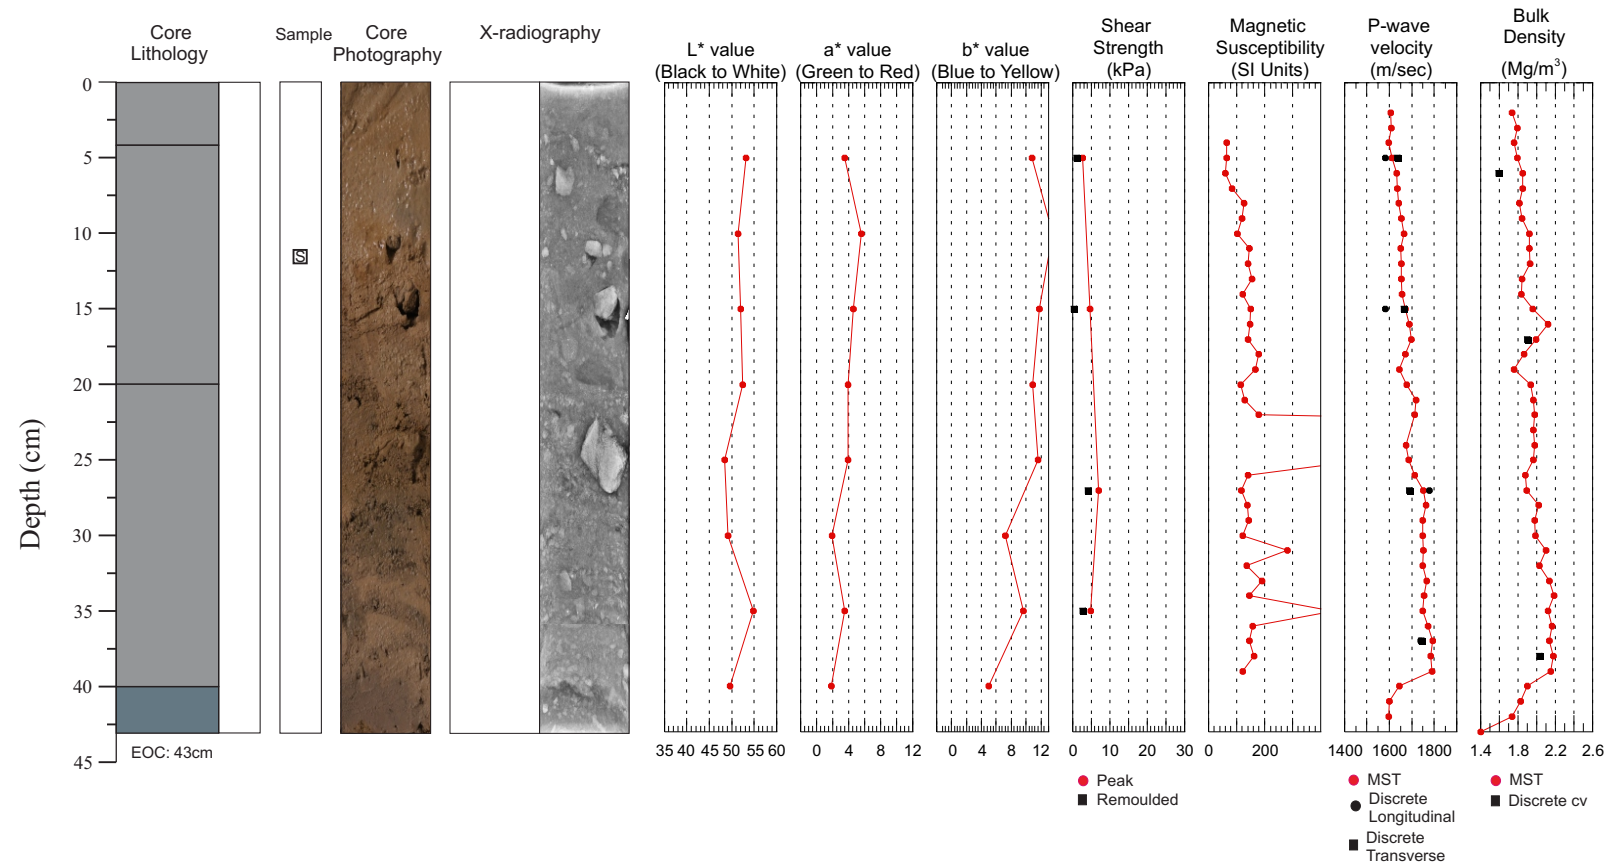 Core
Lithology
Sample
Core
Photography
X-radiography
L* value
(Black to White)
a* value
(Green to Red)
b* value
(Blue to Yellow)
Shear
Strength
(kPa)
Magnetic
Susceptibility
(SI Units)
P-wave
velocity
(m/sec)
Bulk
Density
(Mg/m³)
Depth (cm)
0
5
10
15
20
25
30
35
40
45
S
EOC: 43cm
35 40 45 50 55 60
0 4 8 12
0 4 8 12
0 5 10 15 20 25 30
0 200
1400 1600 1800
1.4 1.8 2.2 2.6
Peak
Remoulded
MST
Discrete
Longitudinal
Discrete
Transverse
MST
Discrete cv